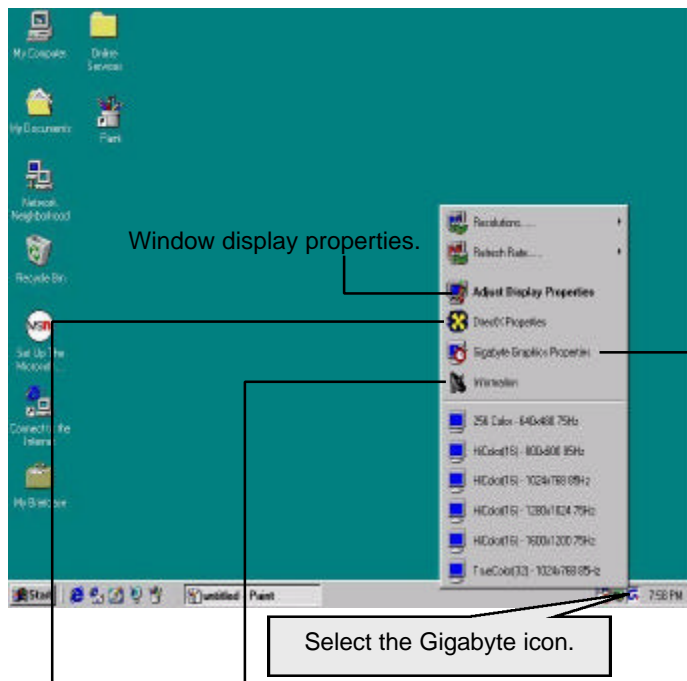 My Computer
Online
Services
My Documents
Paint
Network
Neighborhood
Recycle Bin
msn
Set Up The
Microsoft...
Connect to the
Internet
My Briefcase
Window display properties.
Resolutions.....
Refresh Rate.....
Adjust Display Properties
DirectX Properties
Gigabyte Graphics Properties
Information
256 Color - 640x480 75Hz
HiColor(16) - 800x600 85Hz
HiColor(16) - 1024x768 85Hz
HiColor(16) - 1280x1024 75Hz
HiColor(16) - 1600x1200 75Hz
TrueColor(32) - 1024x768 85Hz
Start
untitled - Paint
7:58 PM
Select the Gigabyte icon.